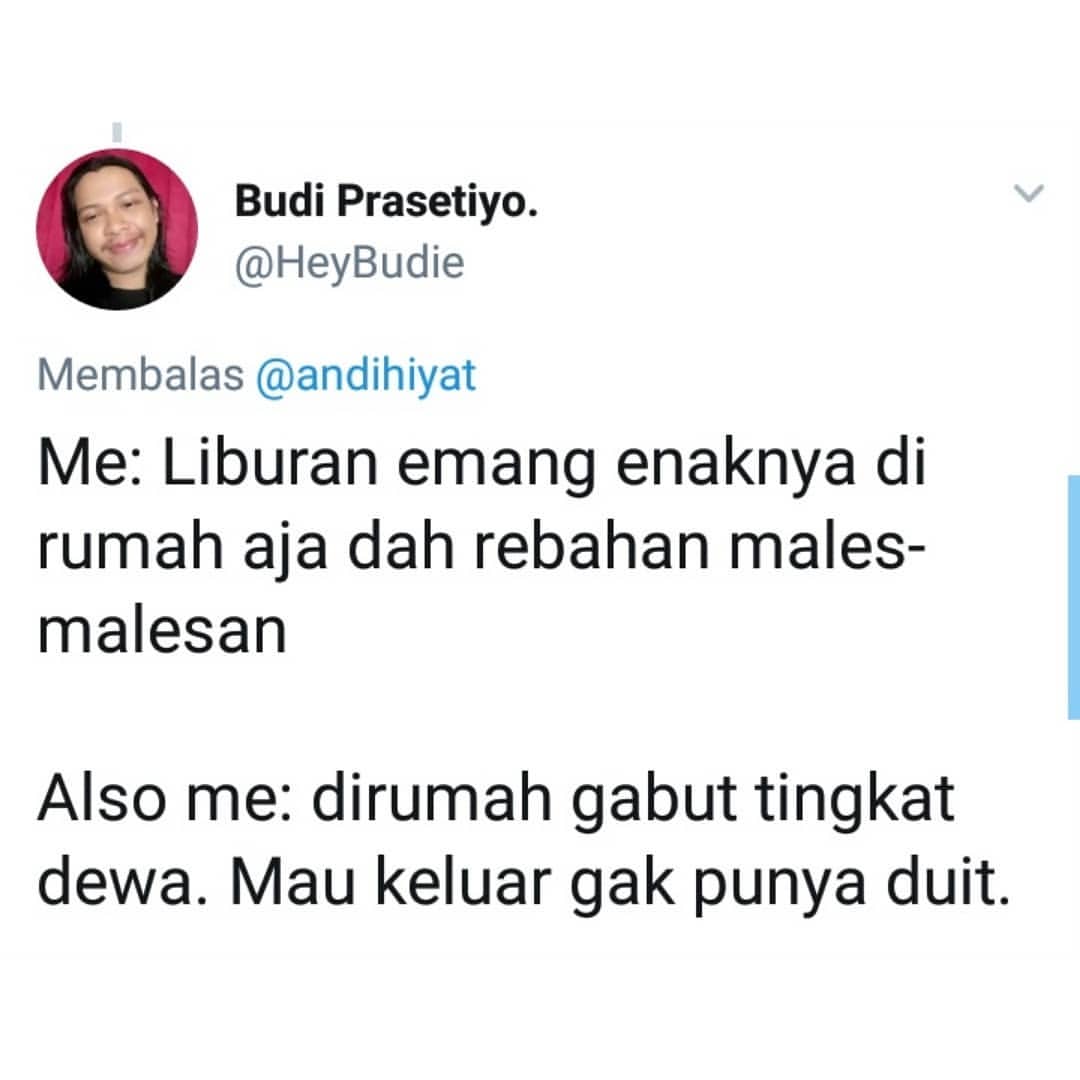 Budi Prasetiyo.
@HeyBudie
Membalas @andihiyat
Me: Liburan emang enaknya di
rumah aja dah rebahan males-
malesan
Also me: dirumah gabut tingkat
dewa. Mau keluar gak punya duit.